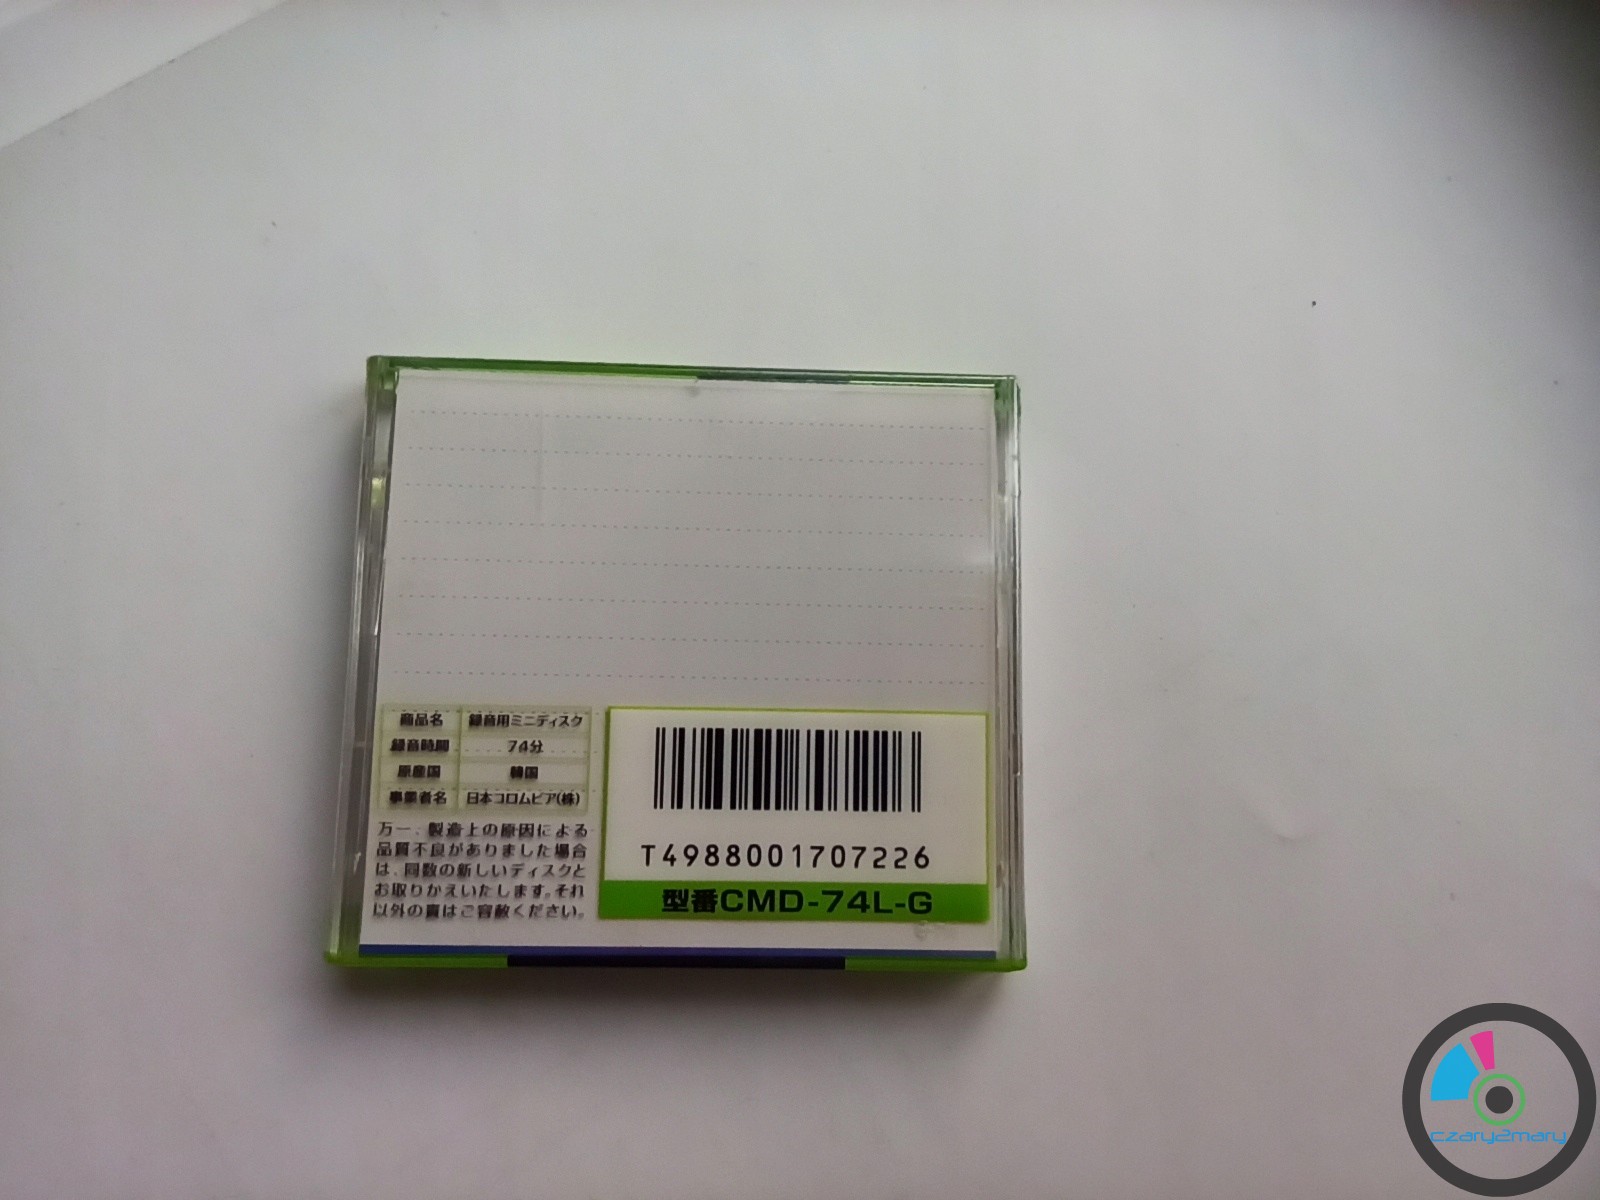 商品名 録音用ミニディスク
録音時間 74分
原産国 韓国
事業者名 日本コロムビア(株)
万一、製造上の原因による
品質不良がありました場合
は、同数の新しいディスクと
お取りかえいたします。それ
以外の責はご容赦ください。
T4988001707226
型番CMD-74L-G
czary2mary